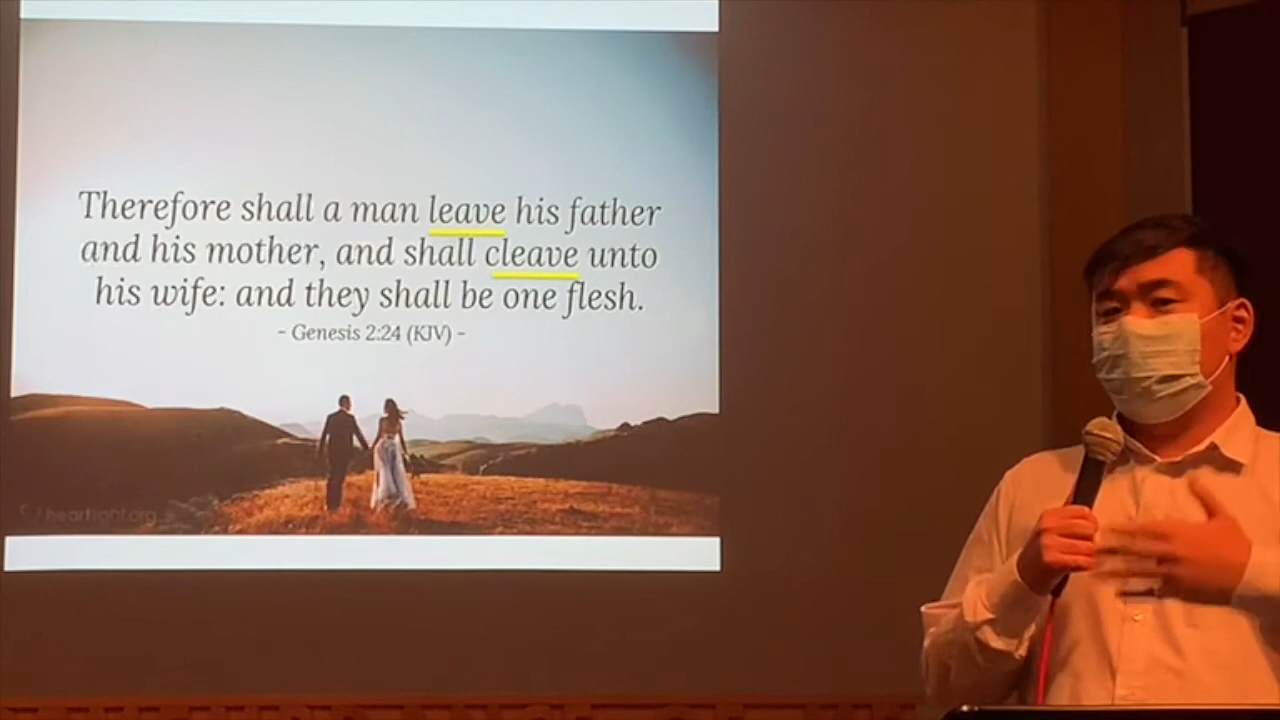 Therefore shall a man leave his father
and his mother, and shall cleave unto
his wife: and they shall be one flesh.
- Genesis 2:24 (KJV) -
heartlight.org